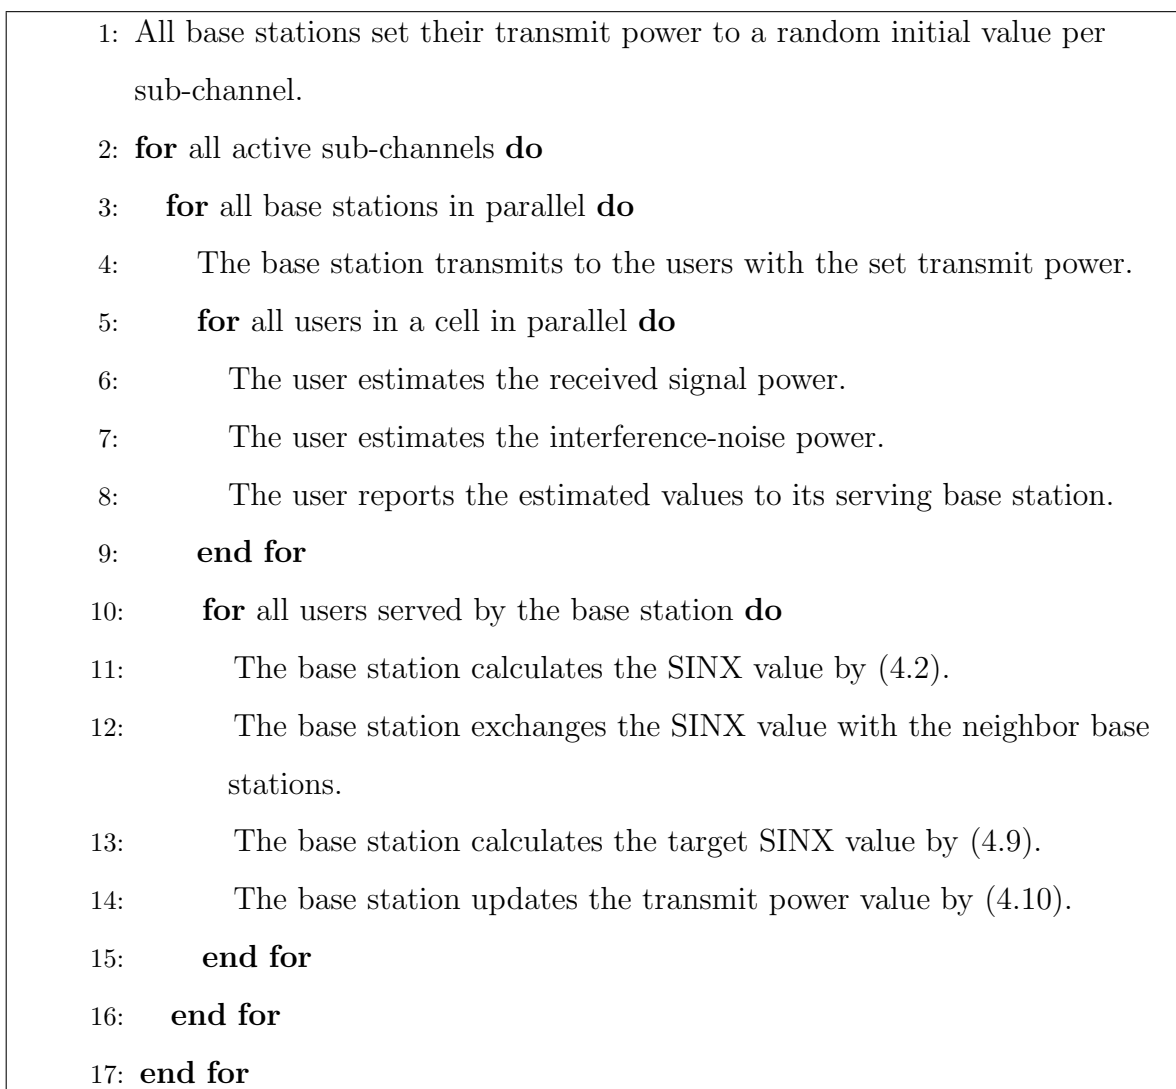 1: All base stations set their transmit power to a random initial value per
sub-channel.
2: for all active sub-channels do
3: for all base stations in parallel do
4: The base station transmits to the users with the set transmit power.
5: for all users in a cell in parallel do
6: The user estimates the received signal power.
7: The user estimates the interference-noise power.
8: The user reports the estimated values to its serving base station.
9: end for
10: for all users served by the base station do
11: The base station calculates the SINX value by (4.2).
12: The base station exchanges the SINX value with the neighbor base
stations.
13: The base station calculates the target SINX value by (4.9).
14: The base station updates the transmit power value by (4.10).
15: end for
16: end for
17: end for